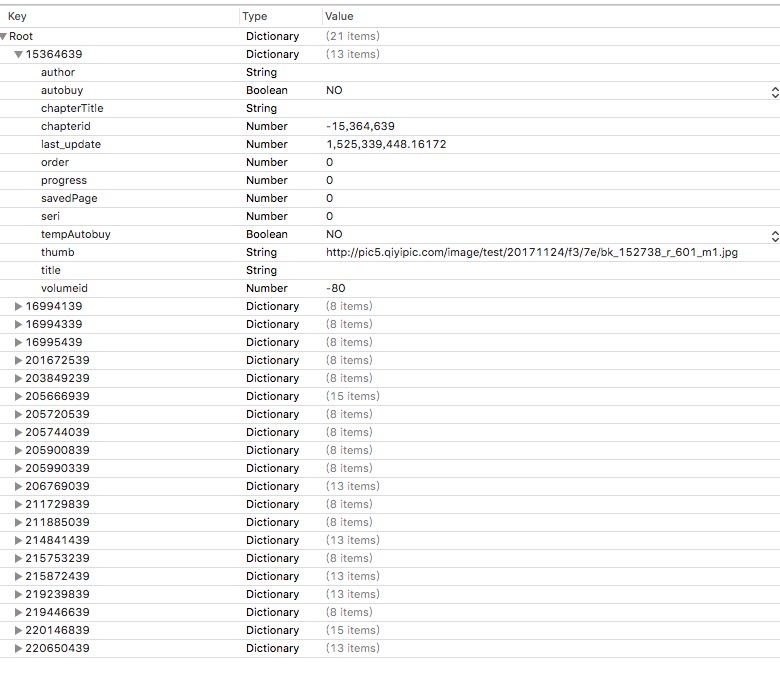 Key Type Value
Root Dictionary (21 items)
15364639 Dictionary (13 items)
author String
autobuy Boolean NO
chapterTitle String
chapterid Number -15,364,639
last_update Number 1,525,339,448.16172
order Number 0
progress Number 0
savedPage Number 0
seri Number 0
tempAutobuy Boolean NO
thumb String http://pic5.qiyipic.com/image/test/20171124/f3/7e/bk_152738_r_601_m1.jpg
title String
volumeid Number -80
16994139 Dictionary (8 items)
16994339 Dictionary (8 items)
16995439 Dictionary (8 items)
201672539 Dictionary (8 items)
203849239 Dictionary (8 items)
205666939 Dictionary (15 items)
205720539 Dictionary (8 items)
205744039 Dictionary (8 items)
205900839 Dictionary (8 items)
205990339 Dictionary (8 items)
206769039 Dictionary (13 items)
211729839 Dictionary (8 items)
211885039 Dictionary (8 items)
214841439 Dictionary (13 items)
215753239 Dictionary (8 items)
215872439 Dictionary (13 items)
219239839 Dictionary (13 items)
219446639 Dictionary (8 items)
220146839 Dictionary (15 items)
220650439 Dictionary (13 items)